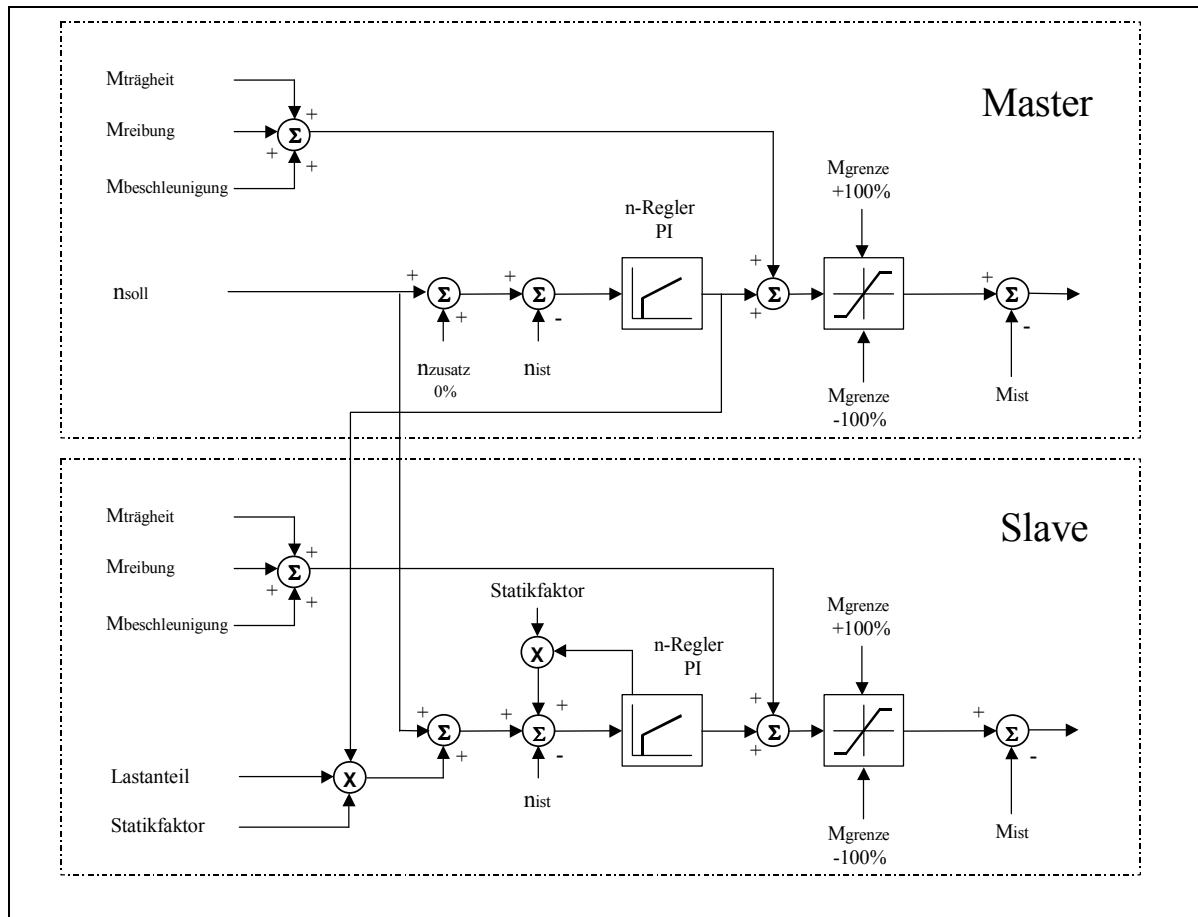 Master
Mträgheit
+
Mreibung
Σ
+
+
Mbeschleunigung
Mgrenze
+100%
n-Regler
PI
nsoll
+
Σ
+
+
Σ
-
+
Σ
+
+
Σ
-
nzusatz
0%
nist
Mgrenze
-100%
Mist
Slave
Mträgheit
+
Mreibung
Σ
+
+
Mbeschleunigung
Statikfaktor
X
Mgrenze
+100%
n-Regler
PI
+
Σ
+
+
+
Σ
-
+
Σ
+
+
Σ
-
Lastanteil
X
Statikfaktor
nist
Mgrenze
-100%
Mist